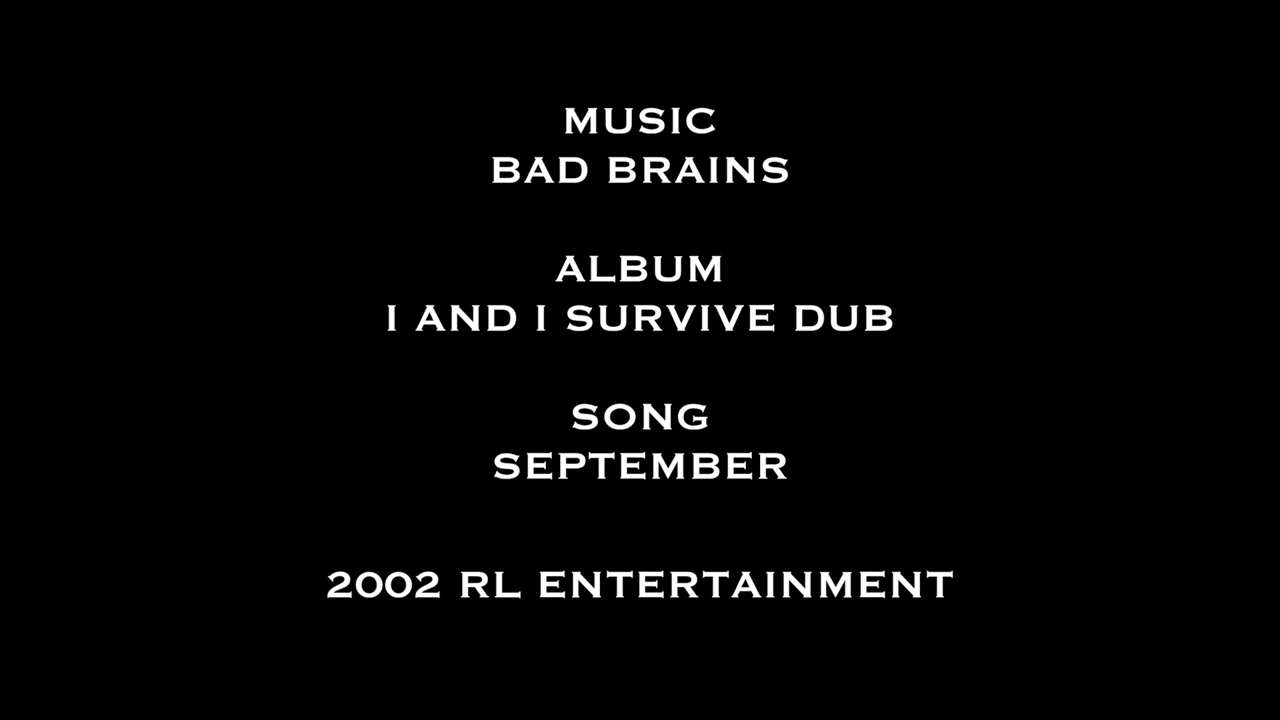 MUSIC
BAD BRAINS
ALBUM
I AND I SURVIVE DUB
SONG
SEPTEMBER
2002 RL ENTERTAINMENT